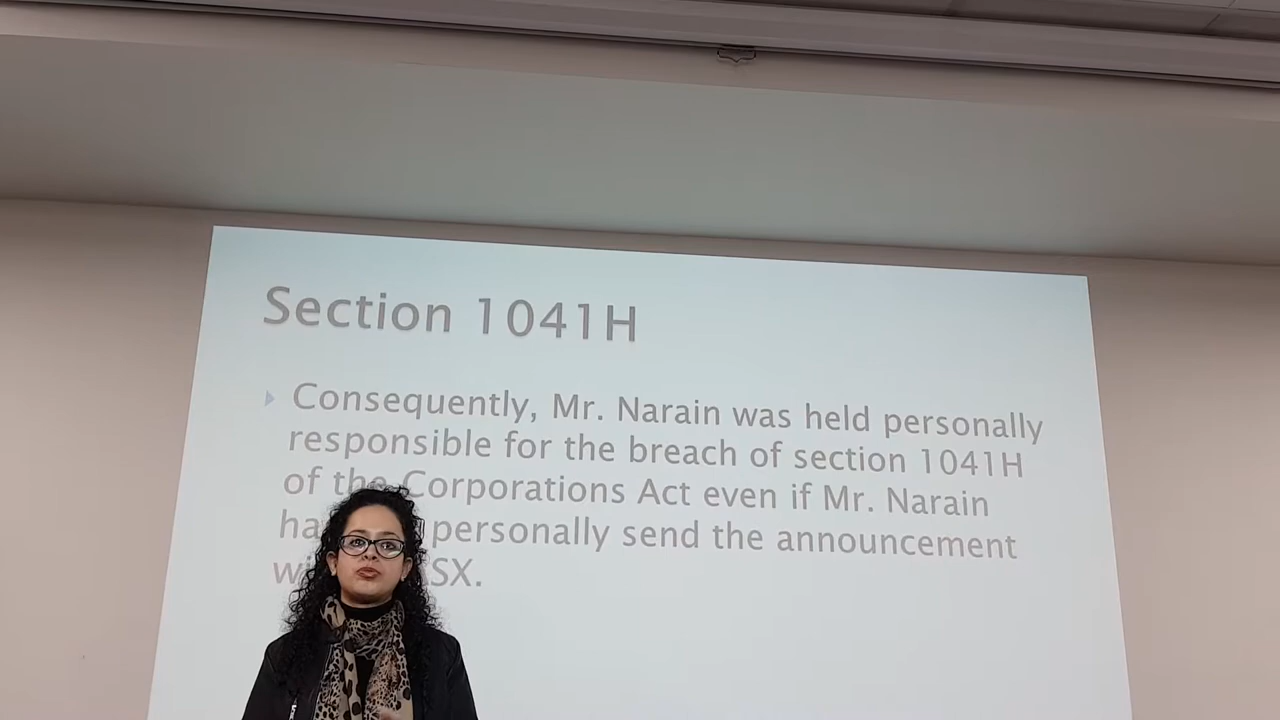 Section 1041H
Consequently, Mr. Narain was held personally
responsible for the breach of section 1041H
of the Corporations Act even if Mr. Narain
personally send the announcement
SX.